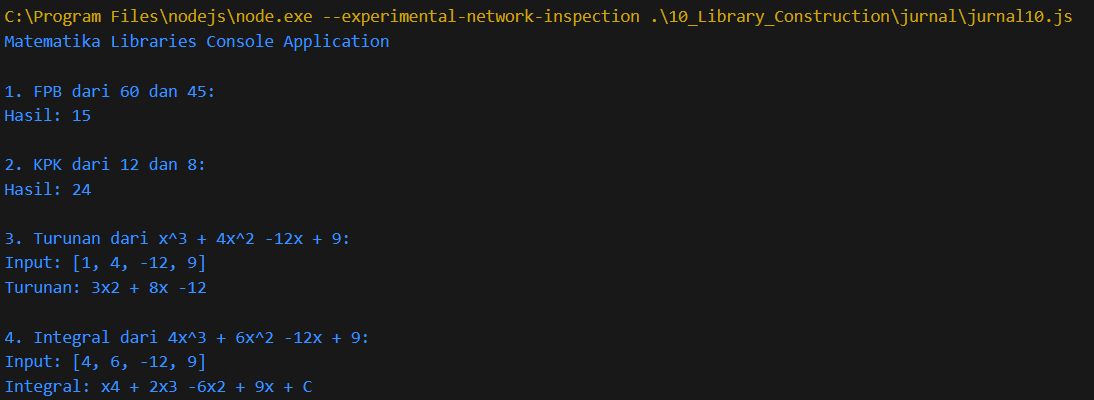 C:\Program Files\nodejs\node.exe --experimental-network-inspection .\10_Library_Construction\jurnal\jurnal10.js
Matematika Libraries Console Application
1. FPB dari 60 dan 45:
Hasil: 15
2. KPK dari 12 dan 8:
Hasil: 24
3. Turunan dari x^3 + 4x^2 -12x + 9:
Input: [1, 4, -12, 9]
Turunan: 3x2 + 8x -12
4. Integral dari 4x^3 + 6x^2 -12x + 9:
Input: [4, 6, -12, 9]
Integral: x4 + 2x3 -6x2 + 9x + C